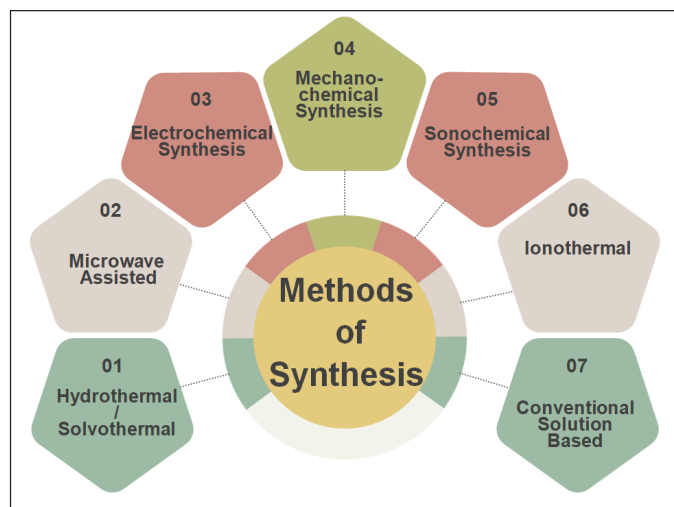 01
Hydrothermal
/
Solvothermal
02
Microwave
Assisted
03
Electrochemical
Synthesis
04
Mechano-
chemical
Synthesis
05
Sonochemical
Synthesis
06
Ionothermal
07
Conventional
Solution
Based
Methods
of
Synthesis